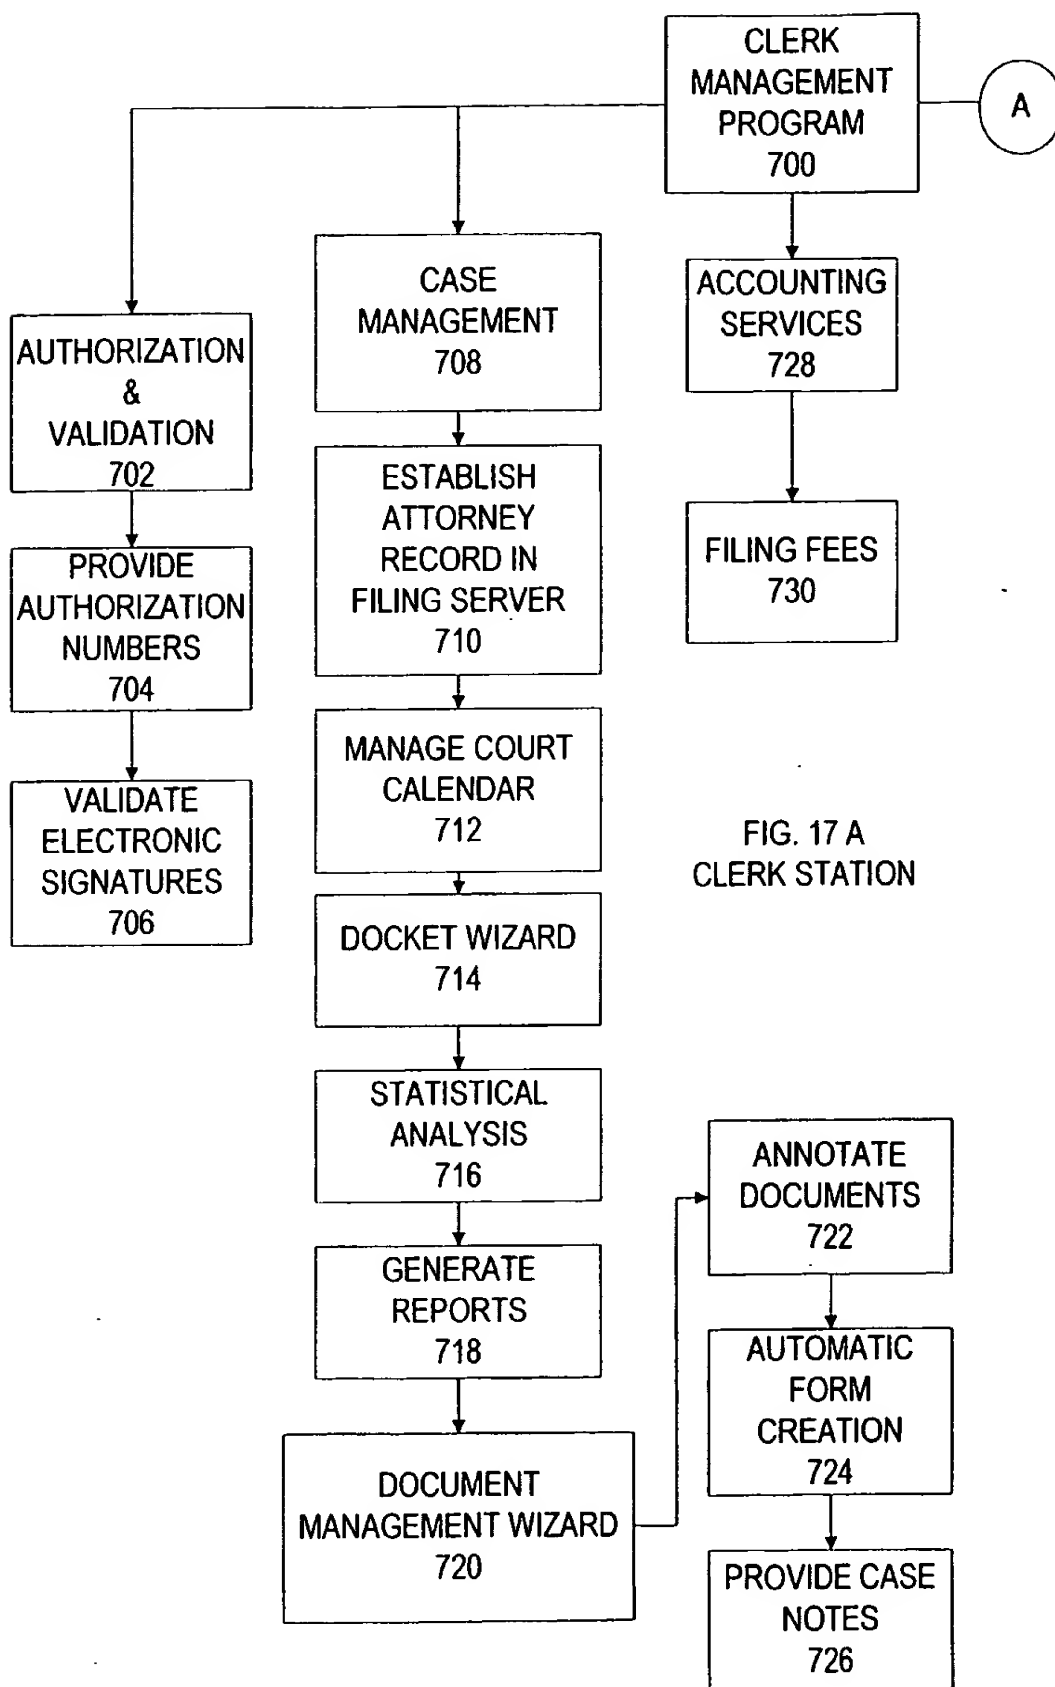 CLERK
MANAGEMENT
PROGRAM
700
A
AUTHORIZATION
&
VALIDATION
702
PROVIDE
AUTHORIZATION
NUMBERS
704
VALIDATE
ELECTRONIC
SIGNATURES
706
CASE
MANAGEMENT
708
ESTABLISH
ATTORNEY
RECORD IN
FILING SERVER
710
MANAGE COURT
CALENDAR
712
DOCKET WIZARD
714
STATISTICAL
ANALYSIS
716
GENERATE
REPORTS
718
DOCUMENT
MANAGEMENT WIZARD
720
ACCOUNTING
SERVICES
728
FILING FEES
730
FIG. 17 A
CLERK STATION
ANNOTATE
DOCUMENTS
722
AUTOMATIC
FORM
CREATION
724
PROVIDE CASE
NOTES
726